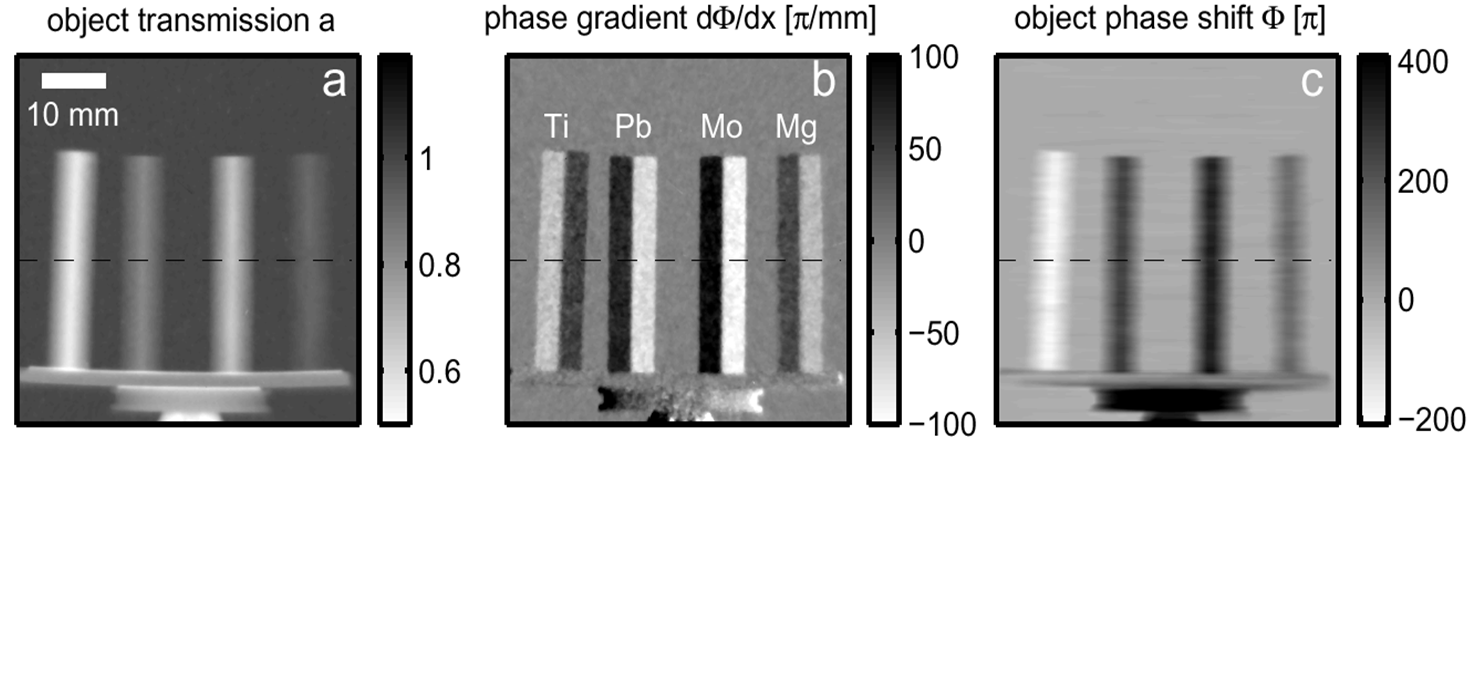 object transmission a
phase gradient dΦ/dx [π/mm]
object phase shift Φ [π]
a
10 mm
1
0.8
0.6
b
Ti Pb Mo Mg
100
50
0
−50
−100
c
400
200
0
−200